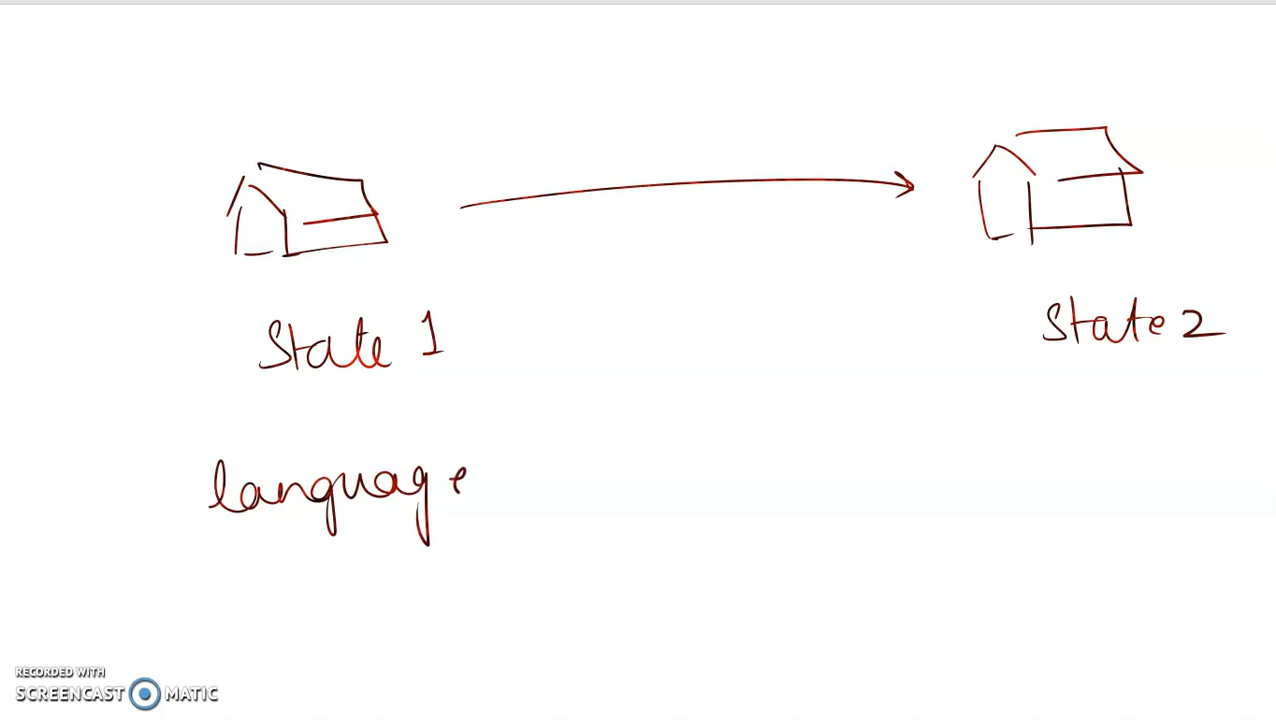 State 1
State 2
language
RECORDED WITH
SCREENCAST MATIC